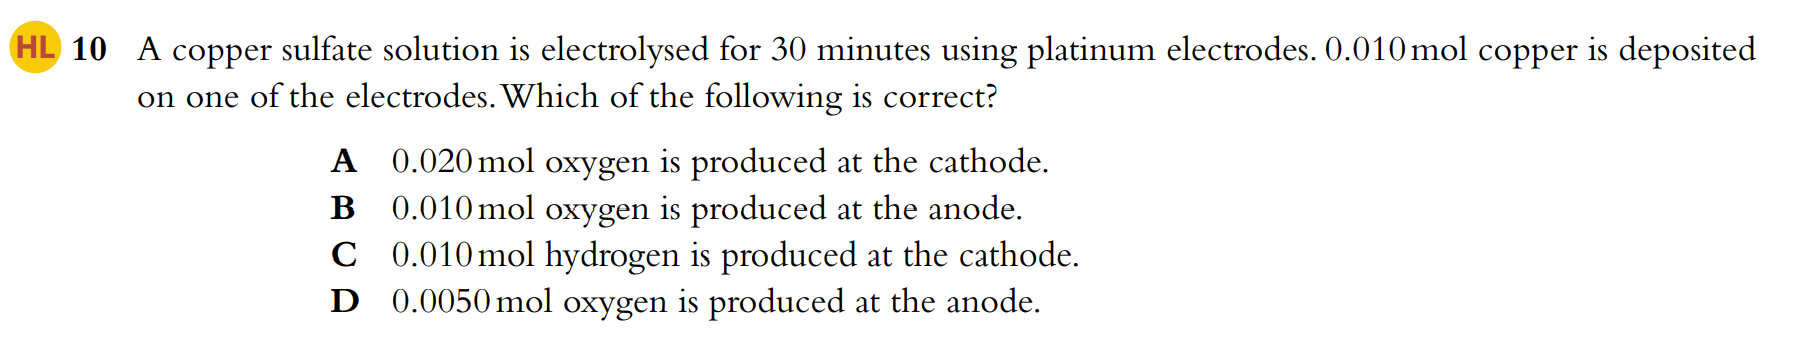 HL 10 A copper sulfate solution is electrolysed for 30 minutes using platinum electrodes. 0.010 mol copper is deposited
on one of the electrodes. Which of the following is correct?
A 0.020 mol oxygen is produced at the cathode.
B 0.010 mol oxygen is produced at the anode.
C 0.010 mol hydrogen is produced at the cathode.
D 0.0050 mol oxygen is produced at the anode.